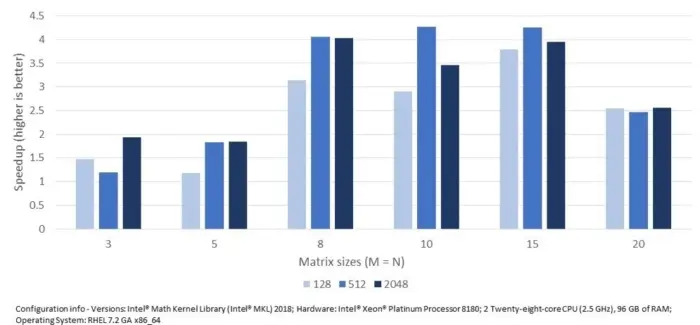 4.5
4
3.5
3
2.5
2
1.5
1
0.5
0
Speedup (higher is better)
3 5 8 10 15 20
Matrix sizes (M = N)
128 512 2048
Configuration info - Versions: Intel® Math Kernel Library (Intel® MKL) 2018; Hardware: Intel® Xeon® Platinum Processor 8180; 2 Twenty-eight-core CPU (2.5 GHz), 96 GB of RAM;
Operating System: RHEL 7.2 GA x86_64